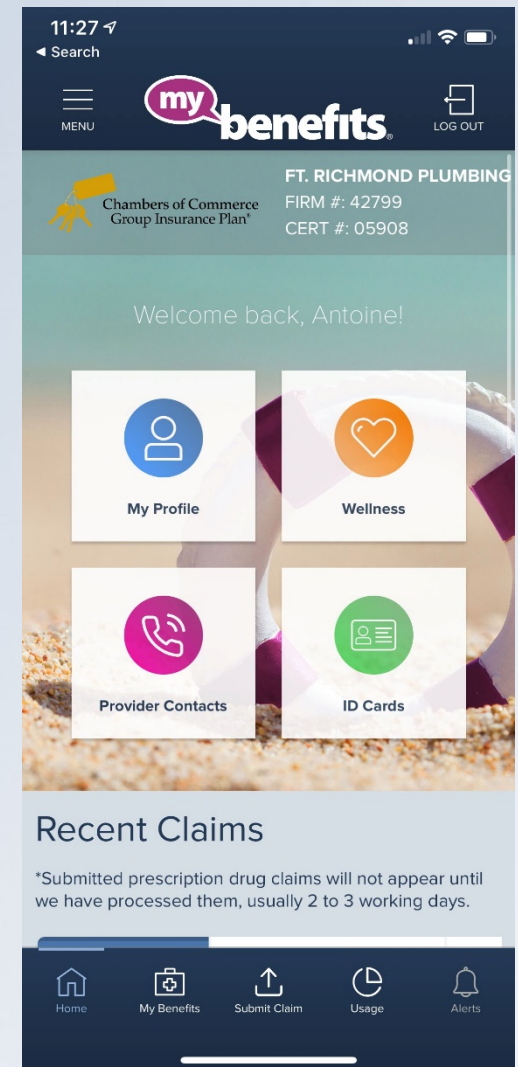 11:27
◀ Search
MENU
my benefits®
LOG OUT
Chambers of Commerce
Group Insurance Plan®
FT. RICHMOND PLUMBING
FIRM #: 42799
CERT #: 05908
Welcome back, Antoine!
My Profile
Wellness
Provider Contacts
ID Cards
Recent Claims
*Submitted prescription drug claims will not appear until
we have processed them, usually 2 to 3 working days.
Home
My Benefits
Submit Claim
Usage
Alerts